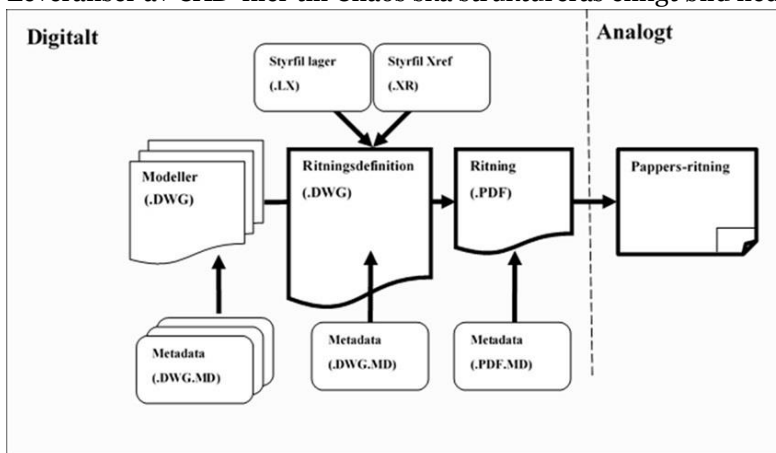 Digitalt
Analogt
Styrfil lager
(.LX)
Styrfil Xref
(.XR)
Modeller
(.DWG)
Ritningsdefinition
(.DWG)
Ritning
(.PDF)
Pappers-ritning
Metadata
(.DWG.MD)
Metadata
(.DWG.MD)
Metadata
(.PDF.MD)